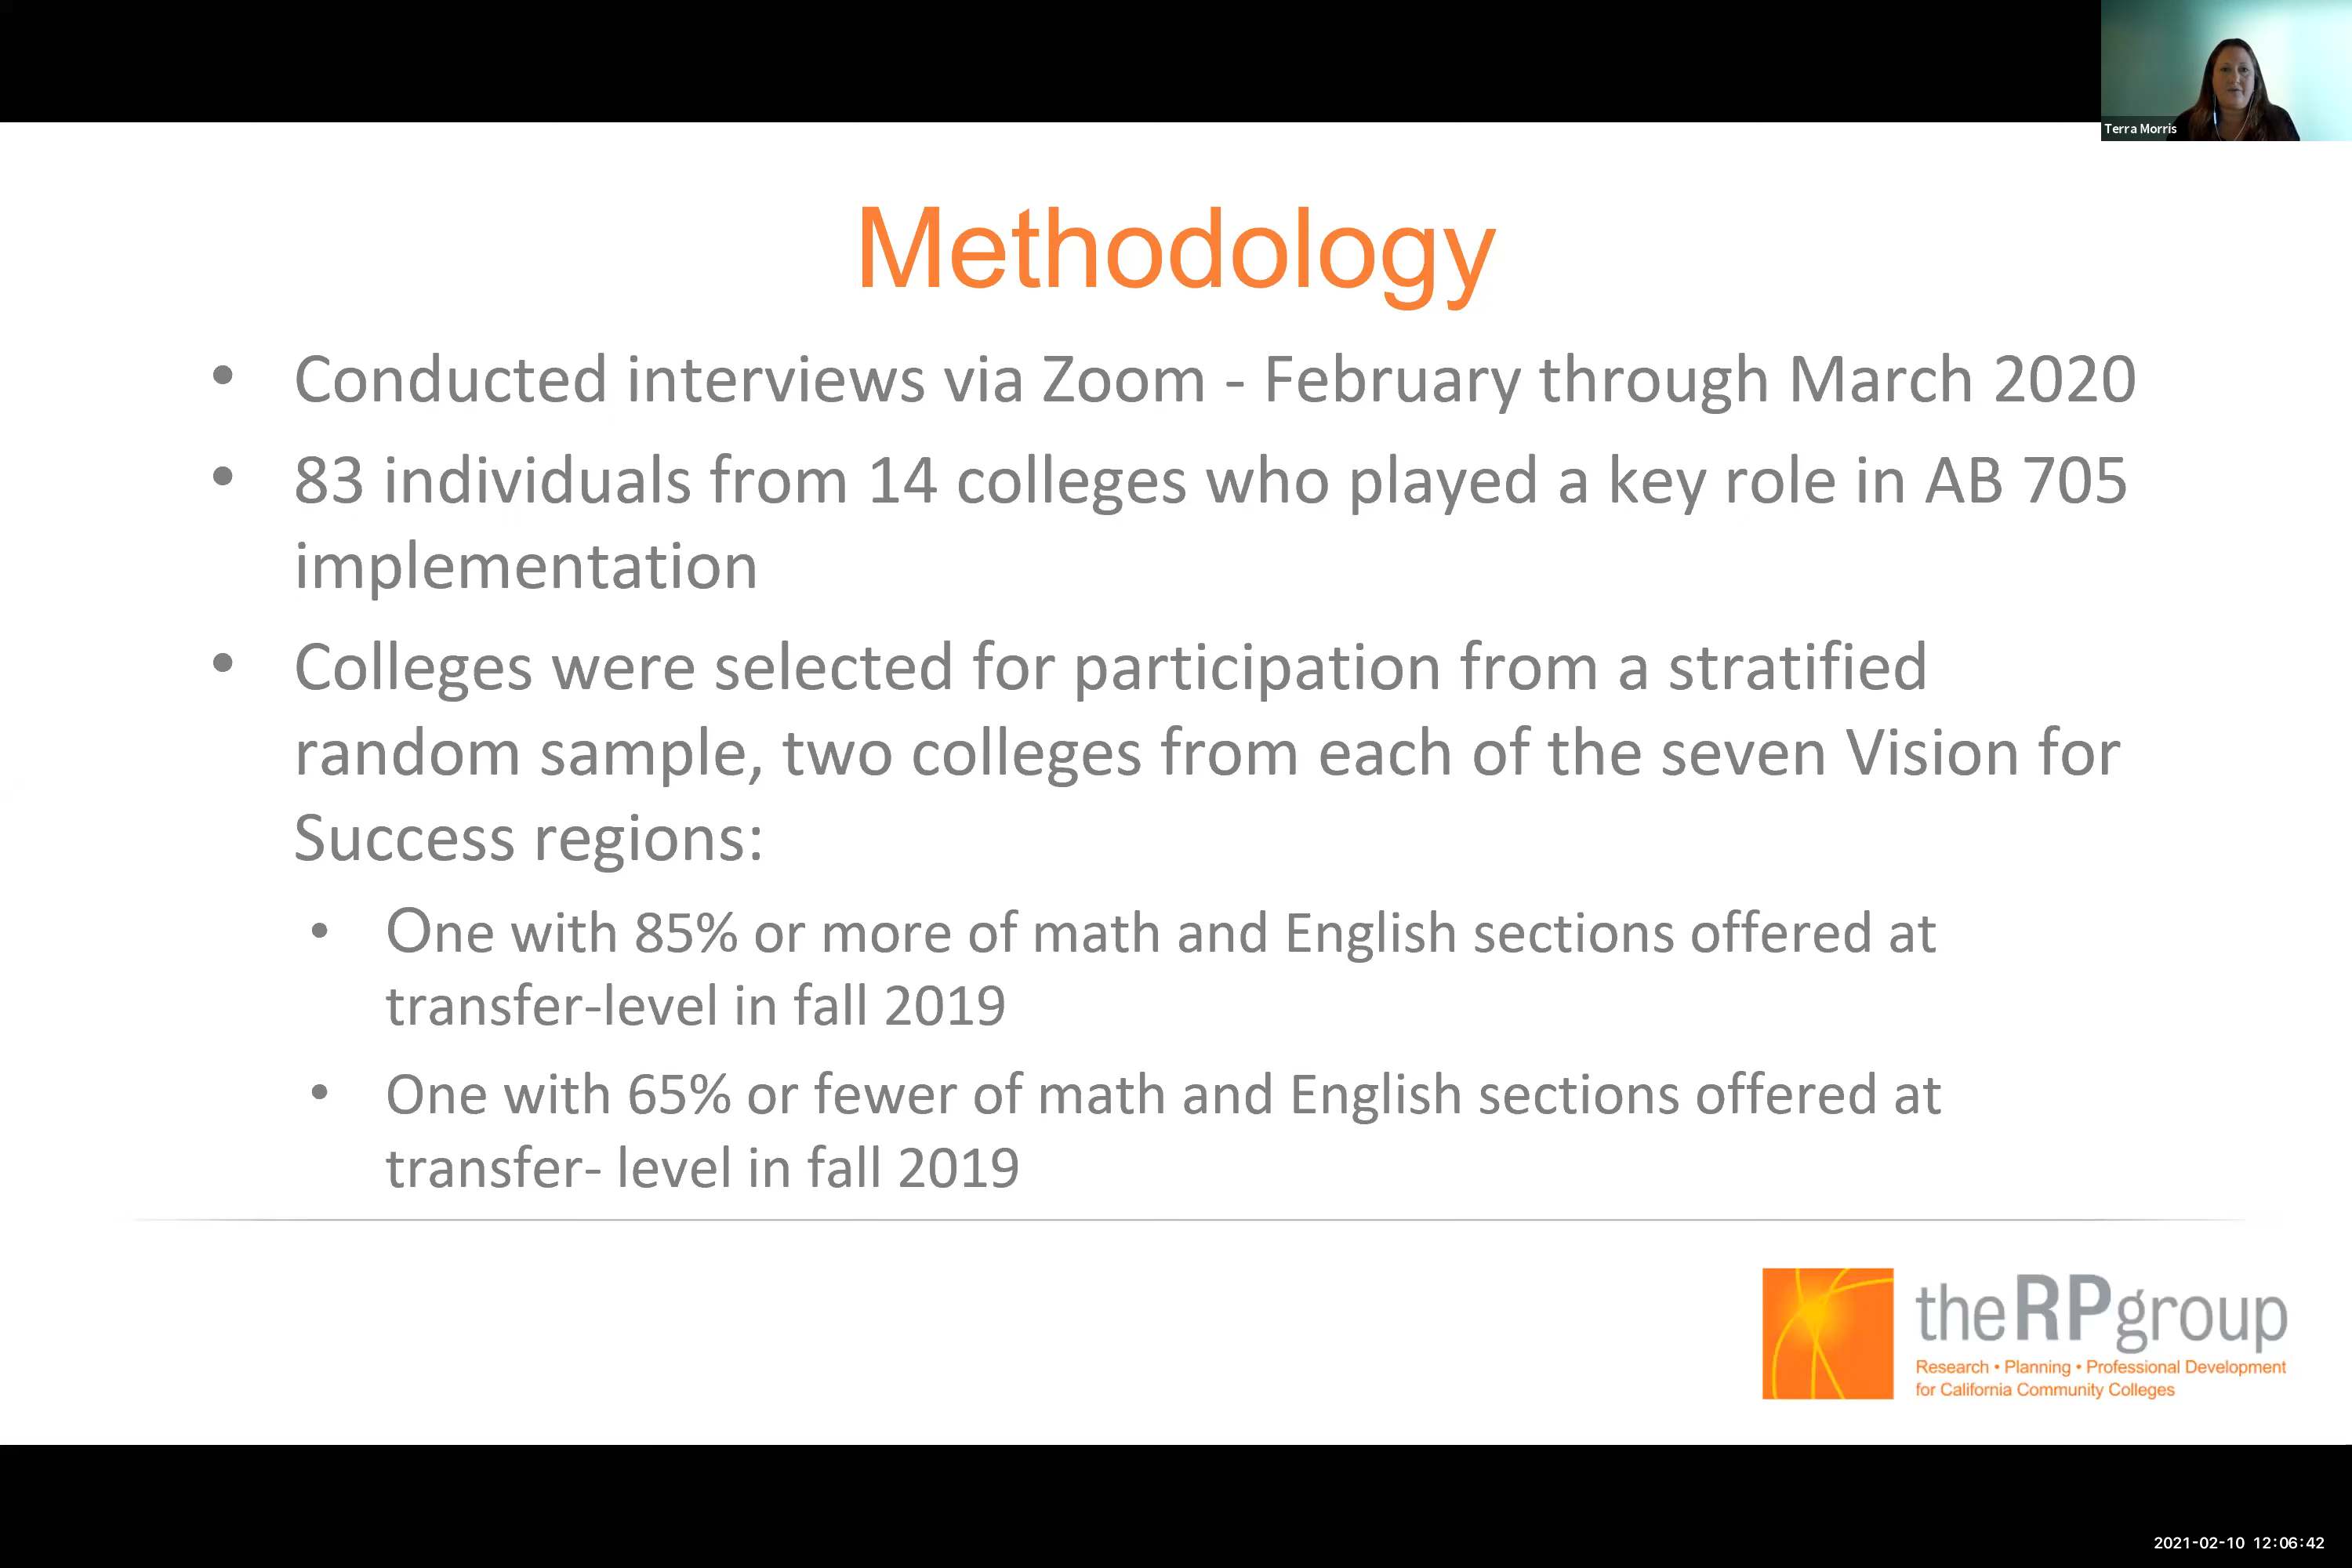 Terra Morris
Methodology
• Conducted interviews via Zoom - February through March 2020
• 83 individuals from 14 colleges who played a key role in AB 705
implementation
• Colleges were selected for participation from a stratified
random sample, two colleges from each of the seven Vision for
Success regions:
• One with 85% or more of math and English sections offered at
transfer-level in fall 2019
• One with 65% or fewer of math and English sections offered at
transfer- level in fall 2019
theRPgroup
Research • Planning • Professional Development
for California Community Colleges
2021-02-10 12:06:42